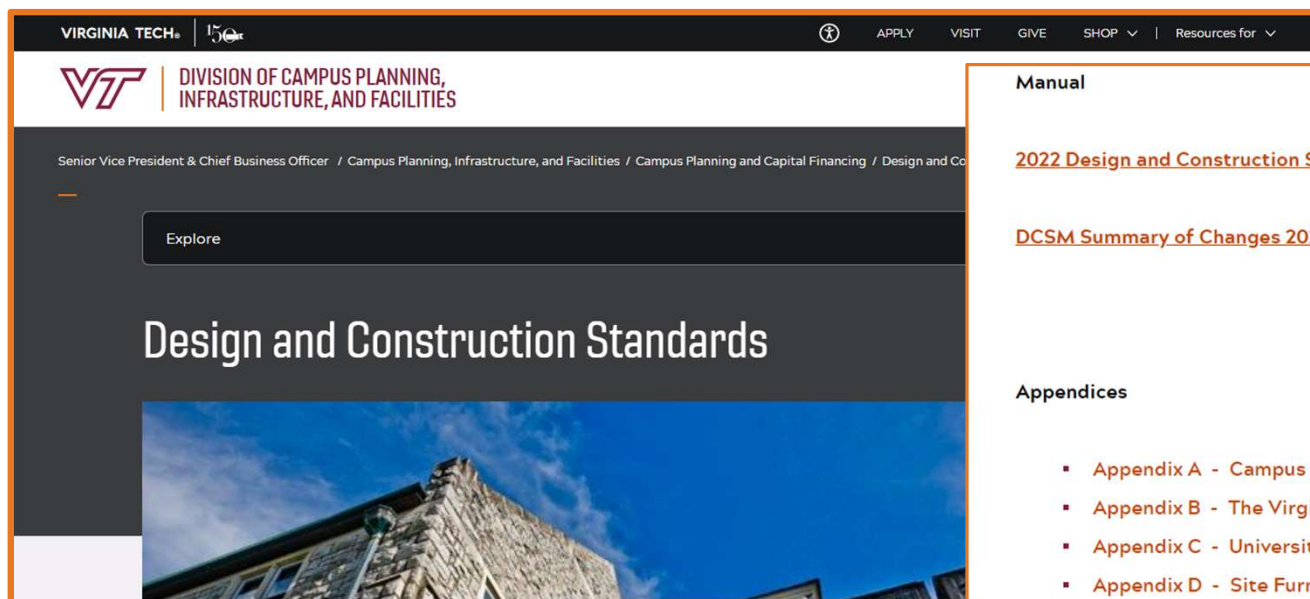 VIRGINIA TECH®
150
APPLY VISIT GIVE SHOP | Resources for
VT
DIVISION OF CAMPUS PLANNING,
INFRASTRUCTURE, AND FACILITIES
Senior Vice President & Chief Business Officer / Campus Planning, Infrastructure, and Facilities / Campus Planning and Capital Financing / Design and Co
Explore
Design and Construction Standards
Manual
2022 Design and Construction
DCSM Summary of Changes
Appendices
▪ Appendix A - Campus
▪ Appendix B - The
▪ Appendix C -
▪ Appendix D - Site